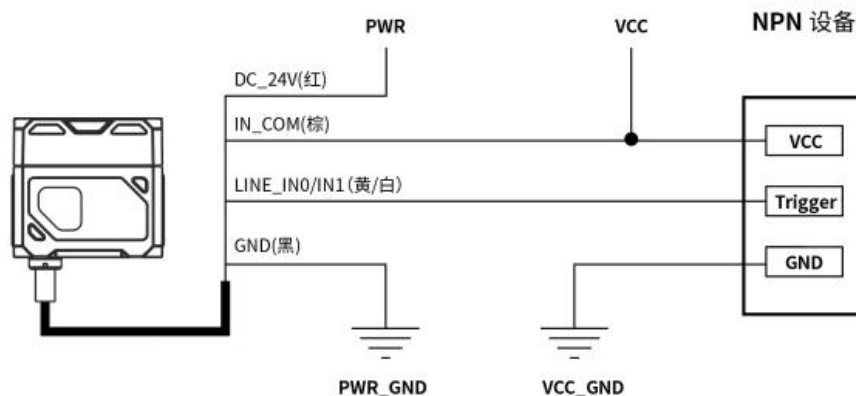 PWR
VCC
NPN 设备
DC_24V(红)
IN_COM(棕)
VCC
LINE_IN0/IN1(黄/白)
Trigger
GND(黑)
GND
PWR_GND
VCC_GND